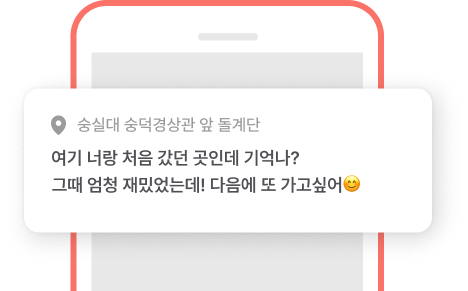 숭실대 숭덕경상관 앞 돌계단
여기 너랑 처음 갔던 곳인데 기억나?
그때 엄청 재밌었는데! 다음에 또 가고싶어😊